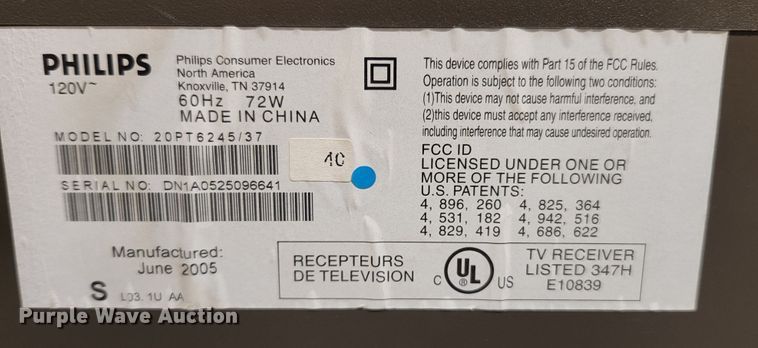 PHILIPS
120V~
Philips Consumer Electronics
North America
Knoxville, TN 37914
60Hz 72W
MADE IN CHINA
MODEL NO: 20PT6245/37
SERIAL NO: DN1A0525096641
4C
Manufactured:
June 2005
S L03. 1U AA
This device complies with Part 15 of the FCC Rules.
Operation is subject to the following two conditions:
(1)This device may not cause harmful interference, and
(2)this device must accept any interference received,
including interference that may cause undesired operation.
FCC ID
LICENSED UNDER ONE OR
MORE OF THE FOLLOWING
U.S. PATENTS:
4, 896, 260 4, 825, 364
4, 531, 182 4, 942, 516
4, 829, 419 4, 686, 622
RECEPTEURS
DE TELEVISION
C UL US
TV RECEIVER
LISTED 347H
E10839
Purple Wave Auction